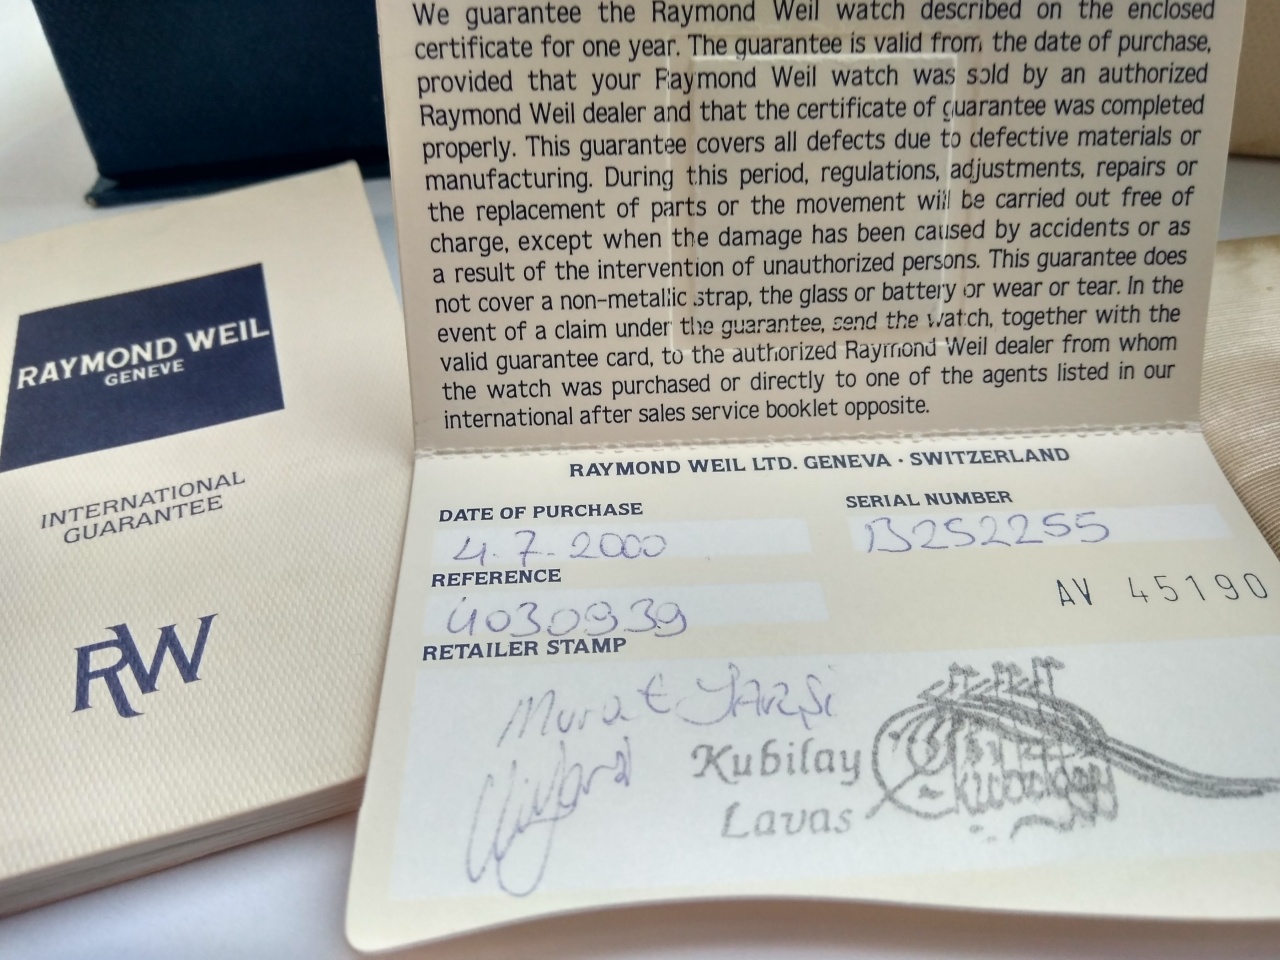 We guarantee the Raymond Weil watch described on the enclosed
certificate for one year. The guarantee is valid from the date of purchase,
provided that your Raymond Weil watch was sold by an authorized
Raymond Weil dealer and that the certificate of guarantee was completed
properly. This guarantee covers all defects due to defective materials or
manufacturing. During this period, regulations, adjustments, repairs or
the replacement of parts or the movement will be carried out free of
charge, except when the damage has been caused by accidents or as
a result of the intervention of unauthorized persons. This guarantee does
not cover a non-metallic strap, the glass or battery or wear or tear. In the
event of a claim under the guarantee, send the watch, together with the
valid guarantee card, to the authorized Raymond Weil dealer from whom
the watch was purchased or directly to one of the agents listed in our
international after sales service booklet opposite.
RAYMOND WEIL LTD. GENEVA · SWITZERLAND
DATE OF PURCHASE
4.7.2000
SERIAL NUMBER
B252255
REFERENCE
4030939
AV 45190
RETAILER STAMP
Murat
Kubilay
Lavas
RAYMOND WEIL
GENEVE
INTERNATIONAL
GUARANTEE
RW